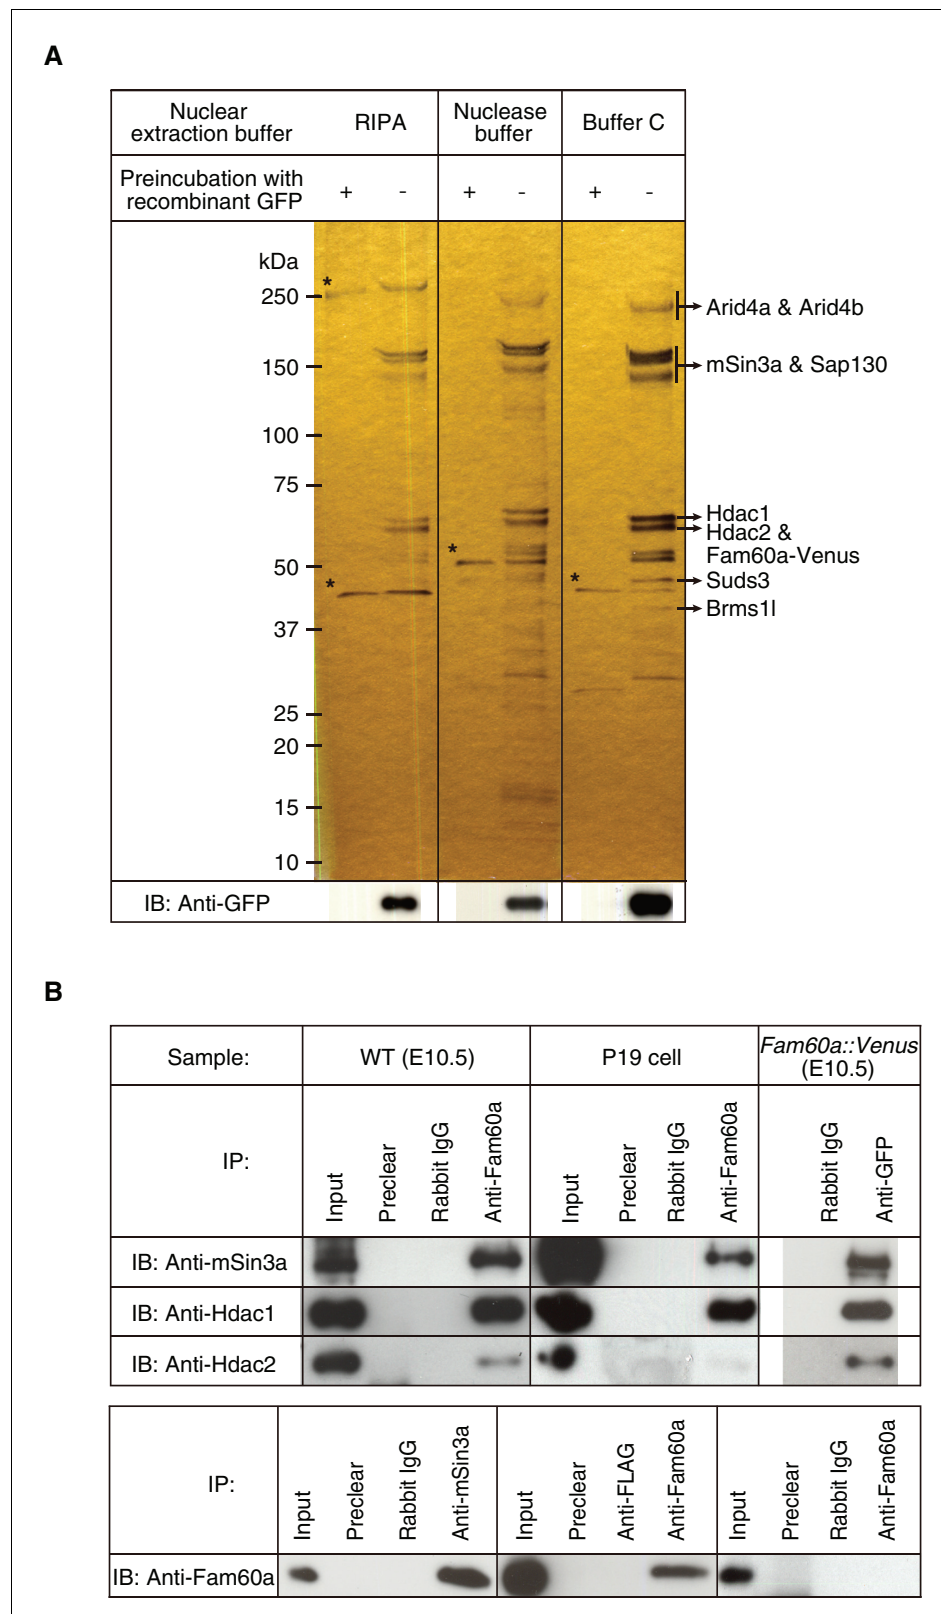 A
Nuclear
extraction buffer
RIPA
Nuclease
buffer
Buffer C
Preincubation with
recombinant GFP
+ - + - + -
kDa
250
150
100
75
50
37
25
20
15
10
*
*
*
*
Arid4a & Arid4b
mSin3a & Sap130
Hdac1
Hdac2 &
Fam60a-Venus
Suds3
Brms1l
IB: Anti-GFP
B
Sample:
WT (E10.5)
P19 cell
Fam60a::Venus
(E10.5)
IP:
Input
Preclear
Rabbit IgG
Anti-Fam60a
Input
Preclear
Rabbit IgG
Anti-Fam60a
Rabbit IgG
Anti-GFP
IB: Anti-mSin3a
IB: Anti-Hdac1
IB: Anti-Hdac2
IP:
Input
Preclear
Rabbit IgG
Anti-mSin3a
Input
Preclear
Anti-FLAG
Anti-Fam60a
Input
Preclear
Rabbit IgG
Anti-Fam60a
IB: Anti-Fam60a